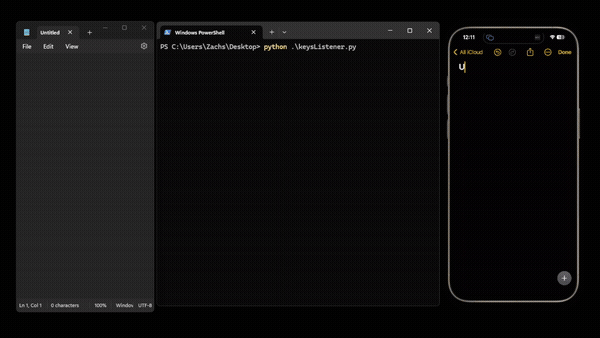 Untitled
File Edit View
Ln 1, Col 1 0 characters 100% Window UTF-8
Windows PowerShell
PS C:\Users\Zachs\Desktop> python .\keysListener.py
12:11
All iCloud Done
U